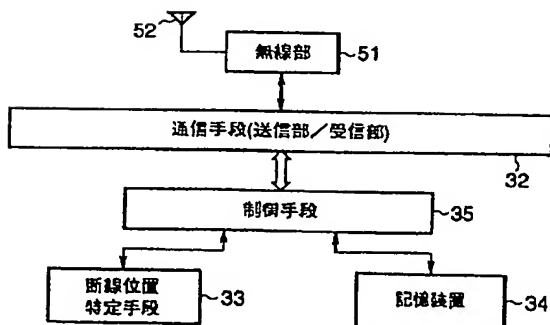 52
無線部
51
通信手段(送信部/受信部)
32
制御手段
35
断線位置
特定手段
33
記憶装置
34